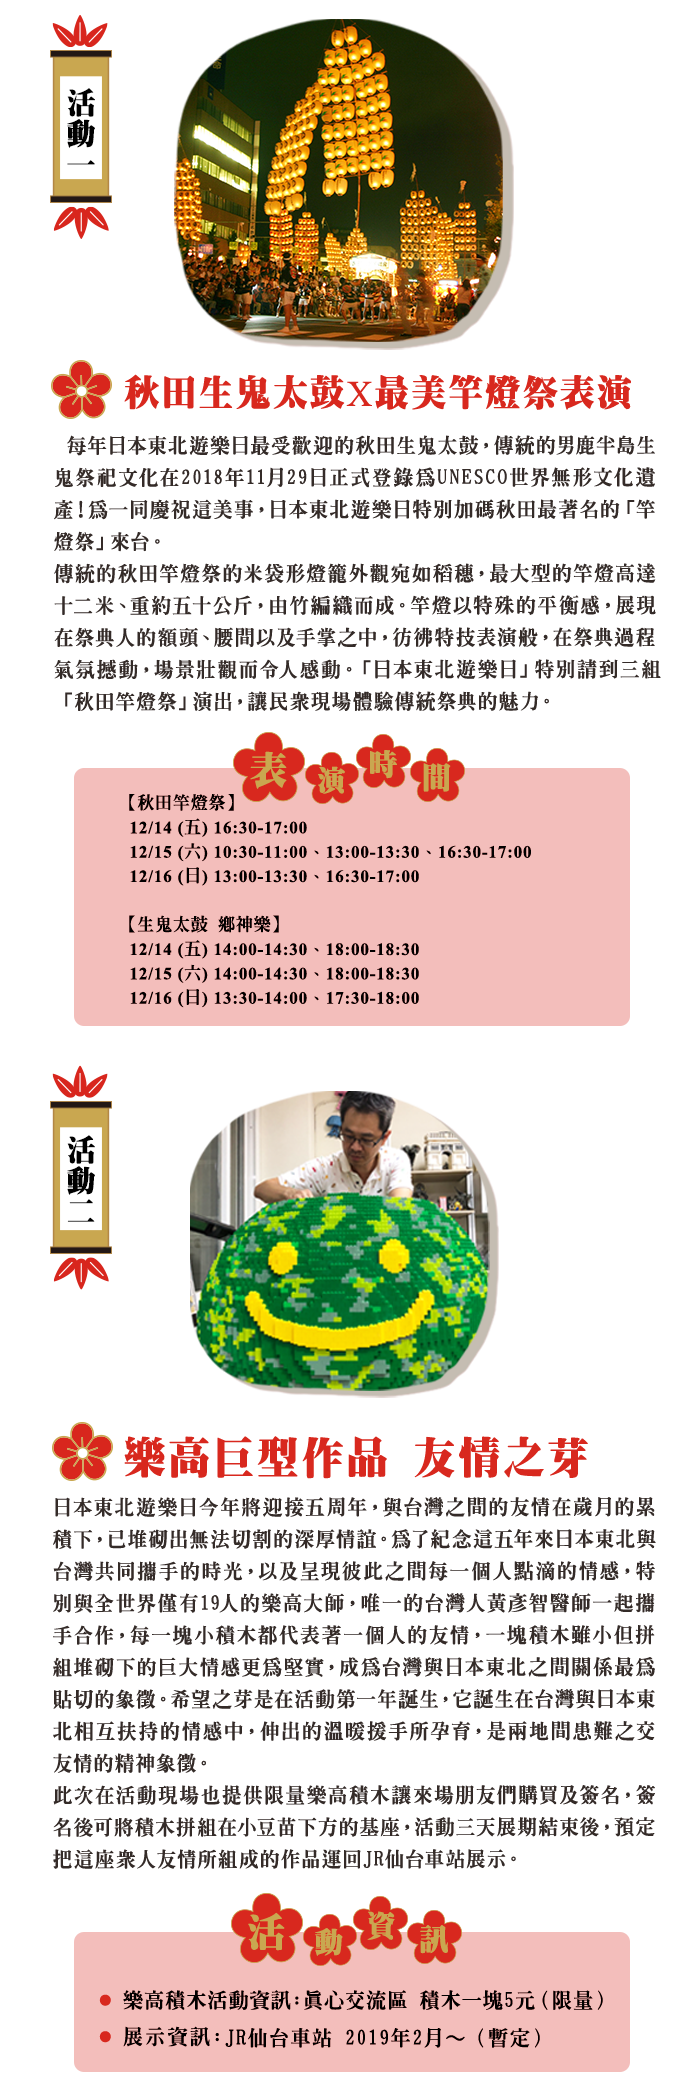 活動一
秋田生鬼太鼓X最美竿燈祭表演
每年日本東北遊樂日最受歡迎的秋田生鬼太鼓，傳統的男鹿半島生
鬼祭祀文化在2018年11月29日正式登錄為UNESCO世界無形文化遺
產！為一同慶祝這美事，日本東北遊樂日特別加碼秋田最著名的「竿
燈祭」來台。
傳統的秋田竿燈祭的米袋形燈籠外觀宛如稻穗，最大型的竿燈高達
十二米、重約五十公斤，由竹編織而成。竿燈以特殊的平衡感，展現
在祭典人的額頭、腰間以及手掌之中，彷彿特技表演般，在祭典過程
氣氛撼動，場景壯觀而令人感動。「日本東北遊樂日」特別請到三組
「秋田竿燈祭」演出，讓民眾現場體驗傳統祭典的魅力。
表演時間
【秋田竿燈祭】
12/14 (五) 16:30-17:00
12/15 (六) 10:30-11:00、13:00-13:30、16:30-17:00
12/16 (日) 13:00-13:30、16:30-17:00
【生鬼太鼓 鄉神樂】
12/14 (五) 14:00-14:30、18:00-18:30
12/15 (六) 14:00-14:30、18:00-18:30
12/16 (日) 13:30-14:00、17:30-18:00
活動二
樂高巨型作品 友情之芽
日本東北遊樂日今年將迎接五周年，與台灣之間的友情在歲月的累
積下，已堆砌出無法切割的深厚情誼。為了紀念這五年來日本東北與
台灣共同攜手的時光，以及呈現彼此之間每一個人點滴的情感，特
別與全世界僅有19人的樂高大師，唯一的台灣人黃彥智醫師一起攜
手合作，每一塊小積木都代表著一個人的友情，一塊積木雖小但拼
組堆砌下的巨大情感更為堅實，成為台灣與日本東北之間關係最為
貼切的象徵。希望之芽是在活動第一年誕生，它誕生在台灣與日本東
北相互扶持的情感中，伸出的溫暖援手所孕育，是兩地間患難之交
友情的精神象徵。
此次在活動現場也提供限量樂高積木讓來場朋友們購買及簽名，簽
名後可將積木拼組在小豆苗下方的基座，活動三天展期結束後，預定
把這座眾人友情所組成的作品運回JR仙台車站展示。
活動資訊
樂高積木活動資訊：真心交流區 積木一塊5元（限量）
展示資訊：JR仙台車站 2019年2月～（暫定）